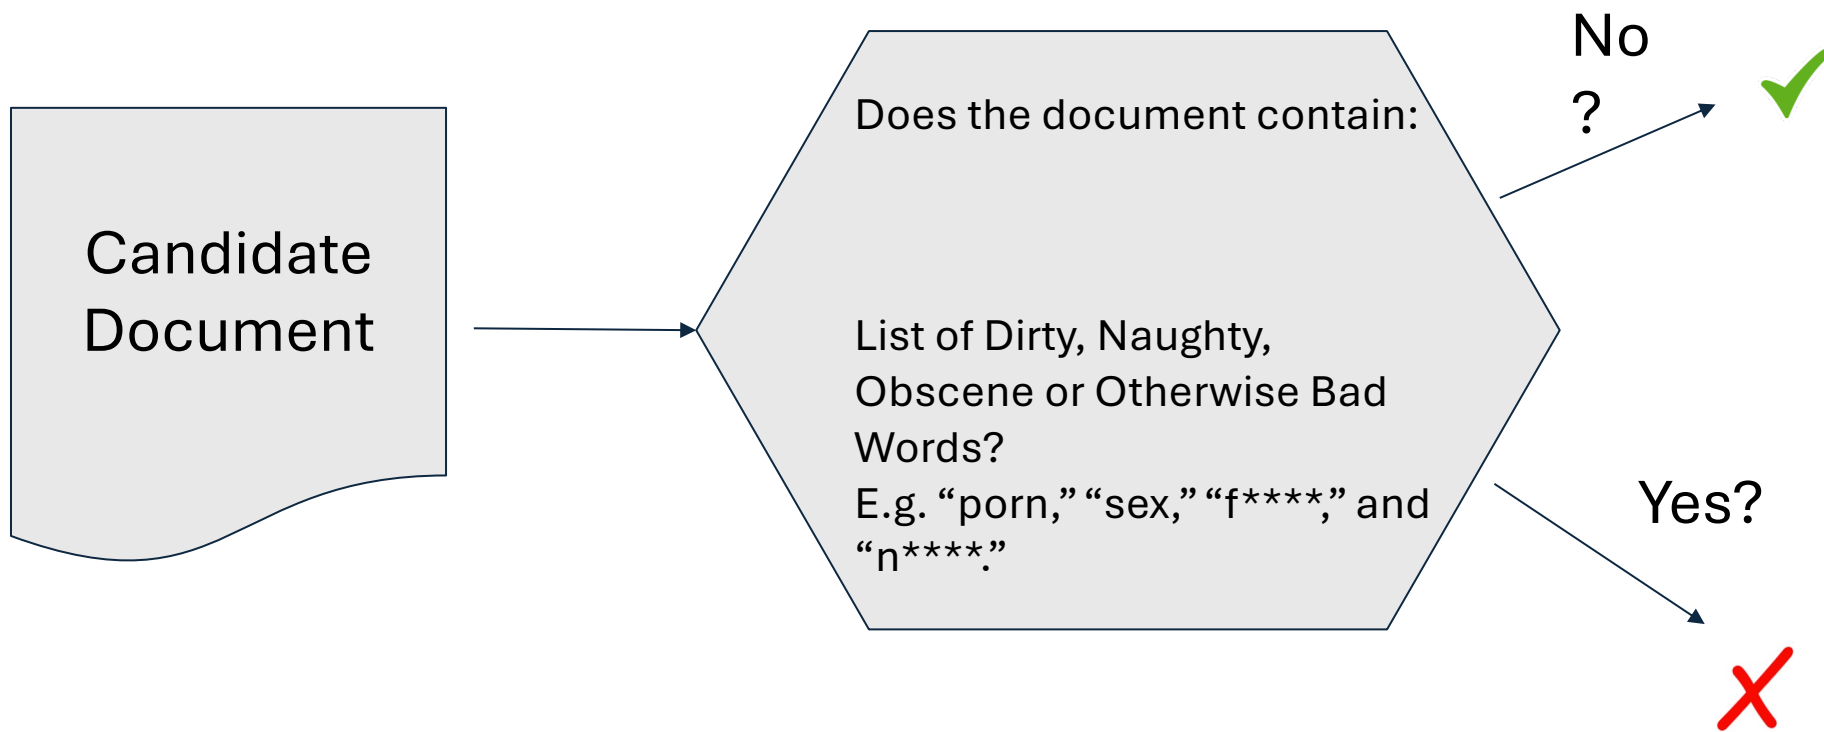 Candidate
Document
Does the document contain:
List of Dirty, Naughty,
Obscene or Otherwise Bad
Words?
E.g. “porn,” “sex,” “f****,” and
“n****.”
No
?
Yes?